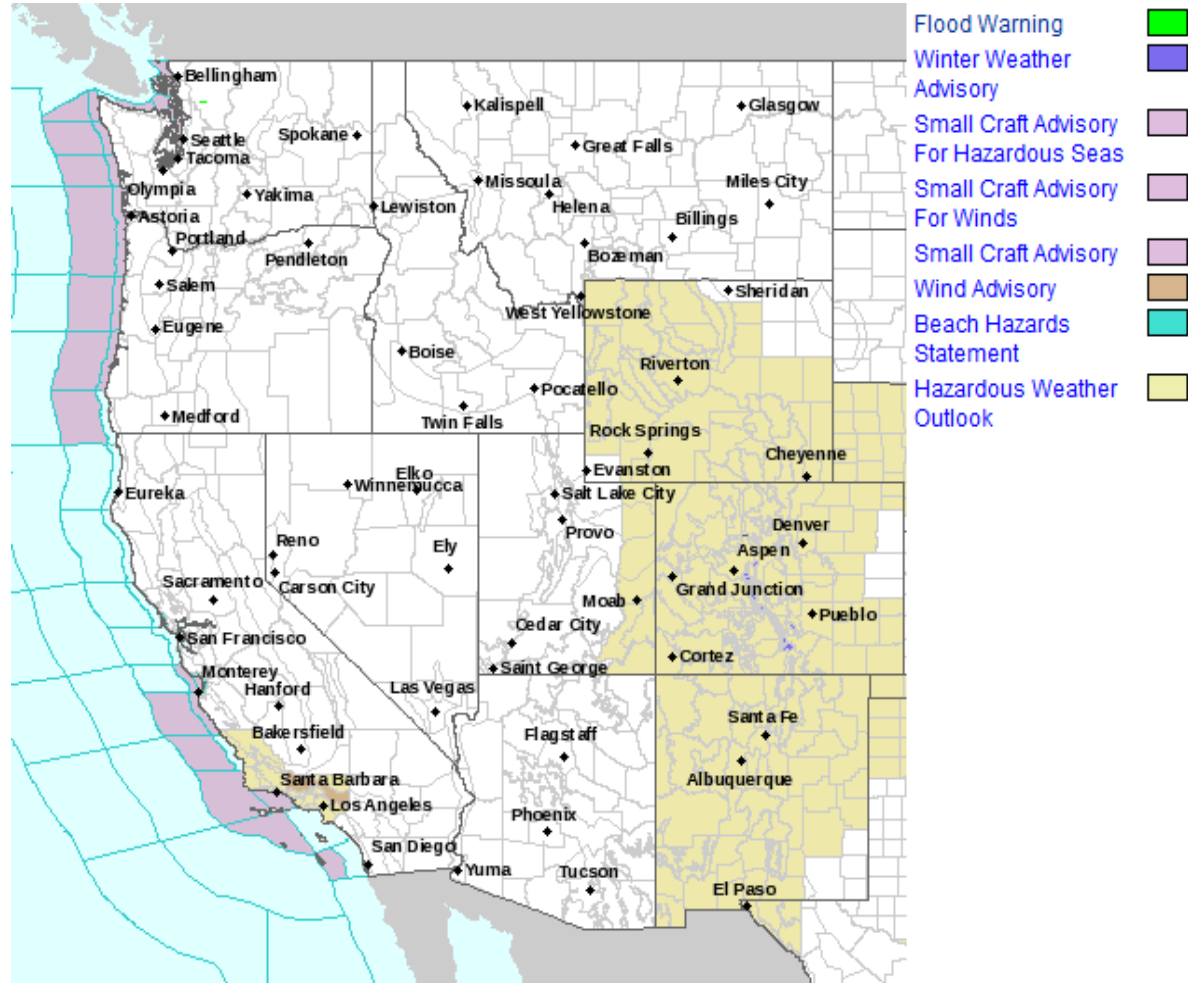 Flood Warning
Winter Weather
Advisory
Small Craft Advisory
For Hazardous Seas
Small Craft Advisory
For Winds
Small Craft Advisory
Wind Advisory
Beach Hazards
Statement
Hazardous Weather
Outlook
Bellingham
Kalispell
Glasgow
Seattle
Spokane
Great Falls
Tacoma
Olympia
Yakima
Lewiston
Missoula
Helena
Miles City
Astoria
Portland
Pendleton
Billings
Bozeman
Salem
West Yellowstone
Sheridan
Eugene
Boise
Riverton
Pocatello
Medford
Twin Falls
Rock Springs
Cheyenne
Evanston
Eureka
Winnemucca
Elko
Salt Lake City
Provo
Denver
Reno
Ely
Aspen
Carson City
Grand Junction
Sacramento
Moab
Pueblo
Cedar City
San Francisco
Cortez
Saint George
Monterey
Hanford
Las Vegas
Santa Fe
Bakersfield
Flagstaff
Albuquerque
Santa Barbara
Los Angeles
Phoenix
San Diego
Yuma
Tucson
El Paso